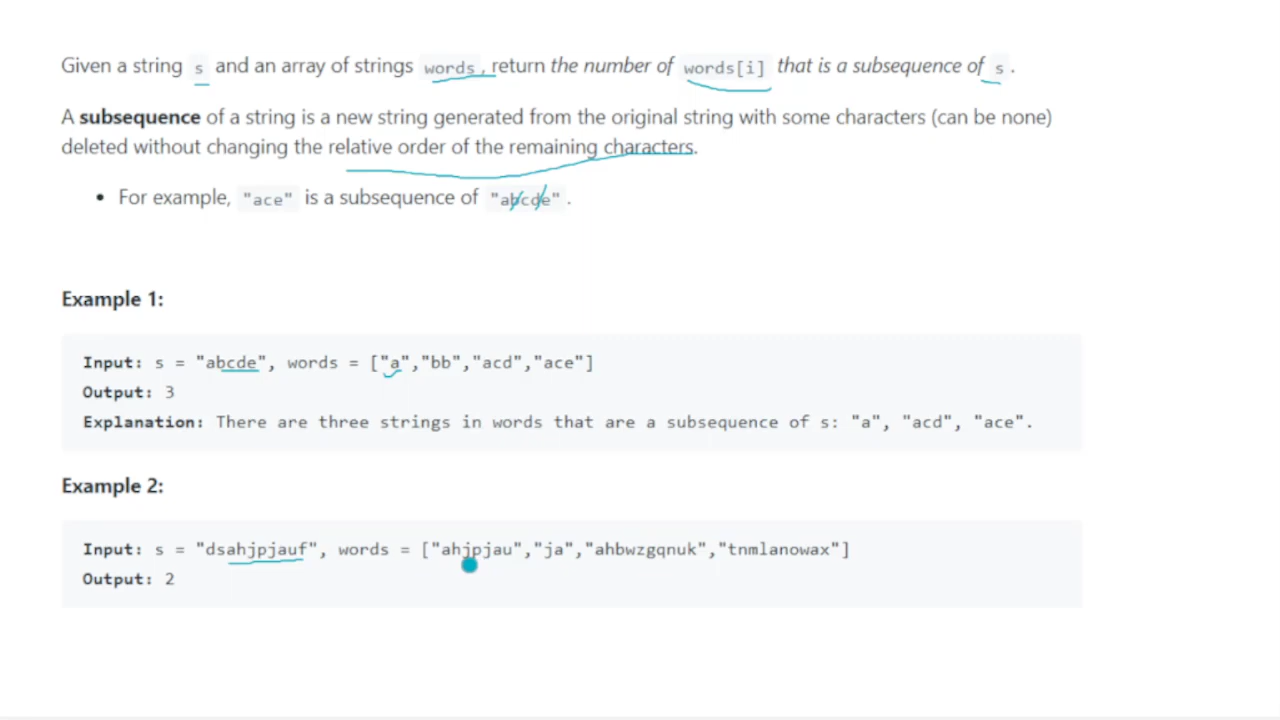 Given a string s and an array of strings words, return the number of words[i] that is a subsequence of s.
A subsequence of a string is a new string generated from the original string with some characters (can be none)
deleted without changing the relative order of the remaining characters.
• For example, "ace" is a subsequence of "abcde".
Example 1:
Input: s = "abcde", words = ["a","bb","acd","ace"]
Output: 3
Explanation: There are three strings in words that are a subsequence of s: "a", "acd", "ace".
Example 2:
Input: s = "dsahjpjauf", words = ["ahjpjau","ja","ahbwzgqnuk","tnmlanowax"]
Output: 2